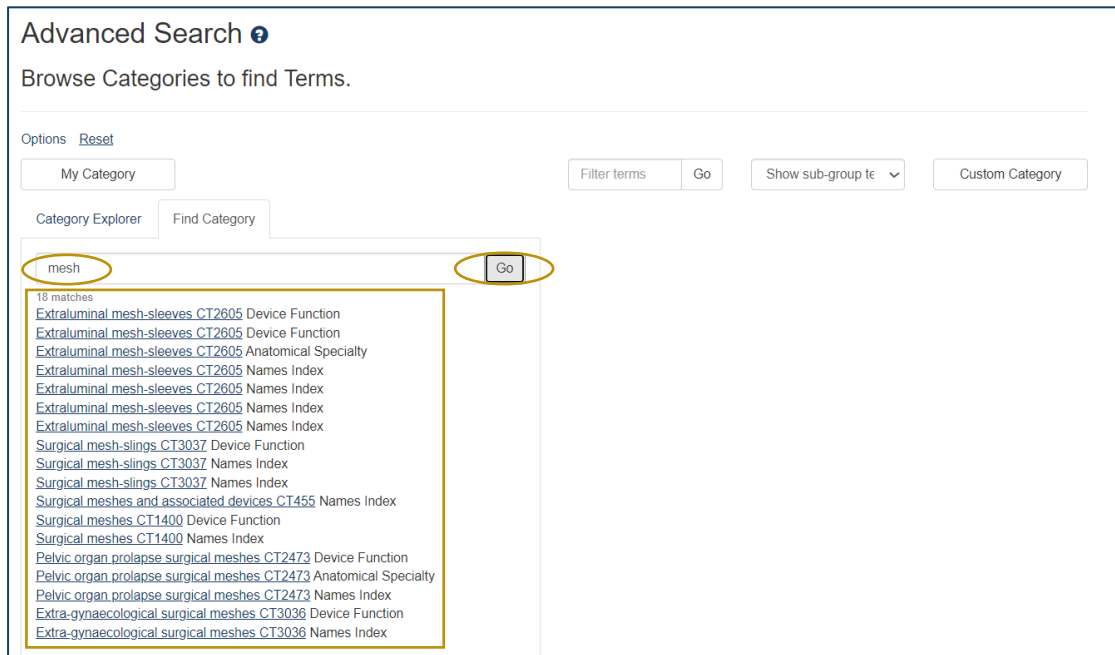 Advanced Search ?
Browse Categories to find Terms.
Options Reset
My Category
Filter terms Go Show sub-group te Custom Category
Category Explorer Find Category
mesh Go
18 matches
Extraluminal mesh-sleeves CT2605 Device Function
Extraluminal mesh-sleeves CT2605 Device Function
Extraluminal mesh-sleeves CT2605 Anatomical Specialty
Extraluminal mesh-sleeves CT2605 Names Index
Extraluminal mesh-sleeves CT2605 Names Index
Extraluminal mesh-sleeves CT2605 Names Index
Extraluminal mesh-sleeves CT2605 Names Index
Surgical mesh-slings CT3037 Device Function
Surgical mesh-slings CT3037 Names Index
Surgical mesh-slings CT3037 Names Index
Surgical meshes and associated devices CT455 Names Index
Surgical meshes CT1400 Device Function
Surgical meshes CT1400 Names Index
Pelvic organ prolapse surgical meshes CT2473 Device Function
Pelvic organ prolapse surgical meshes CT2473 Anatomical Specialty
Pelvic organ prolapse surgical meshes CT2473 Names Index
Extra-gynaecological surgical meshes CT3036 Device Function
Extra-gynaecological surgical meshes CT3036 Names Index